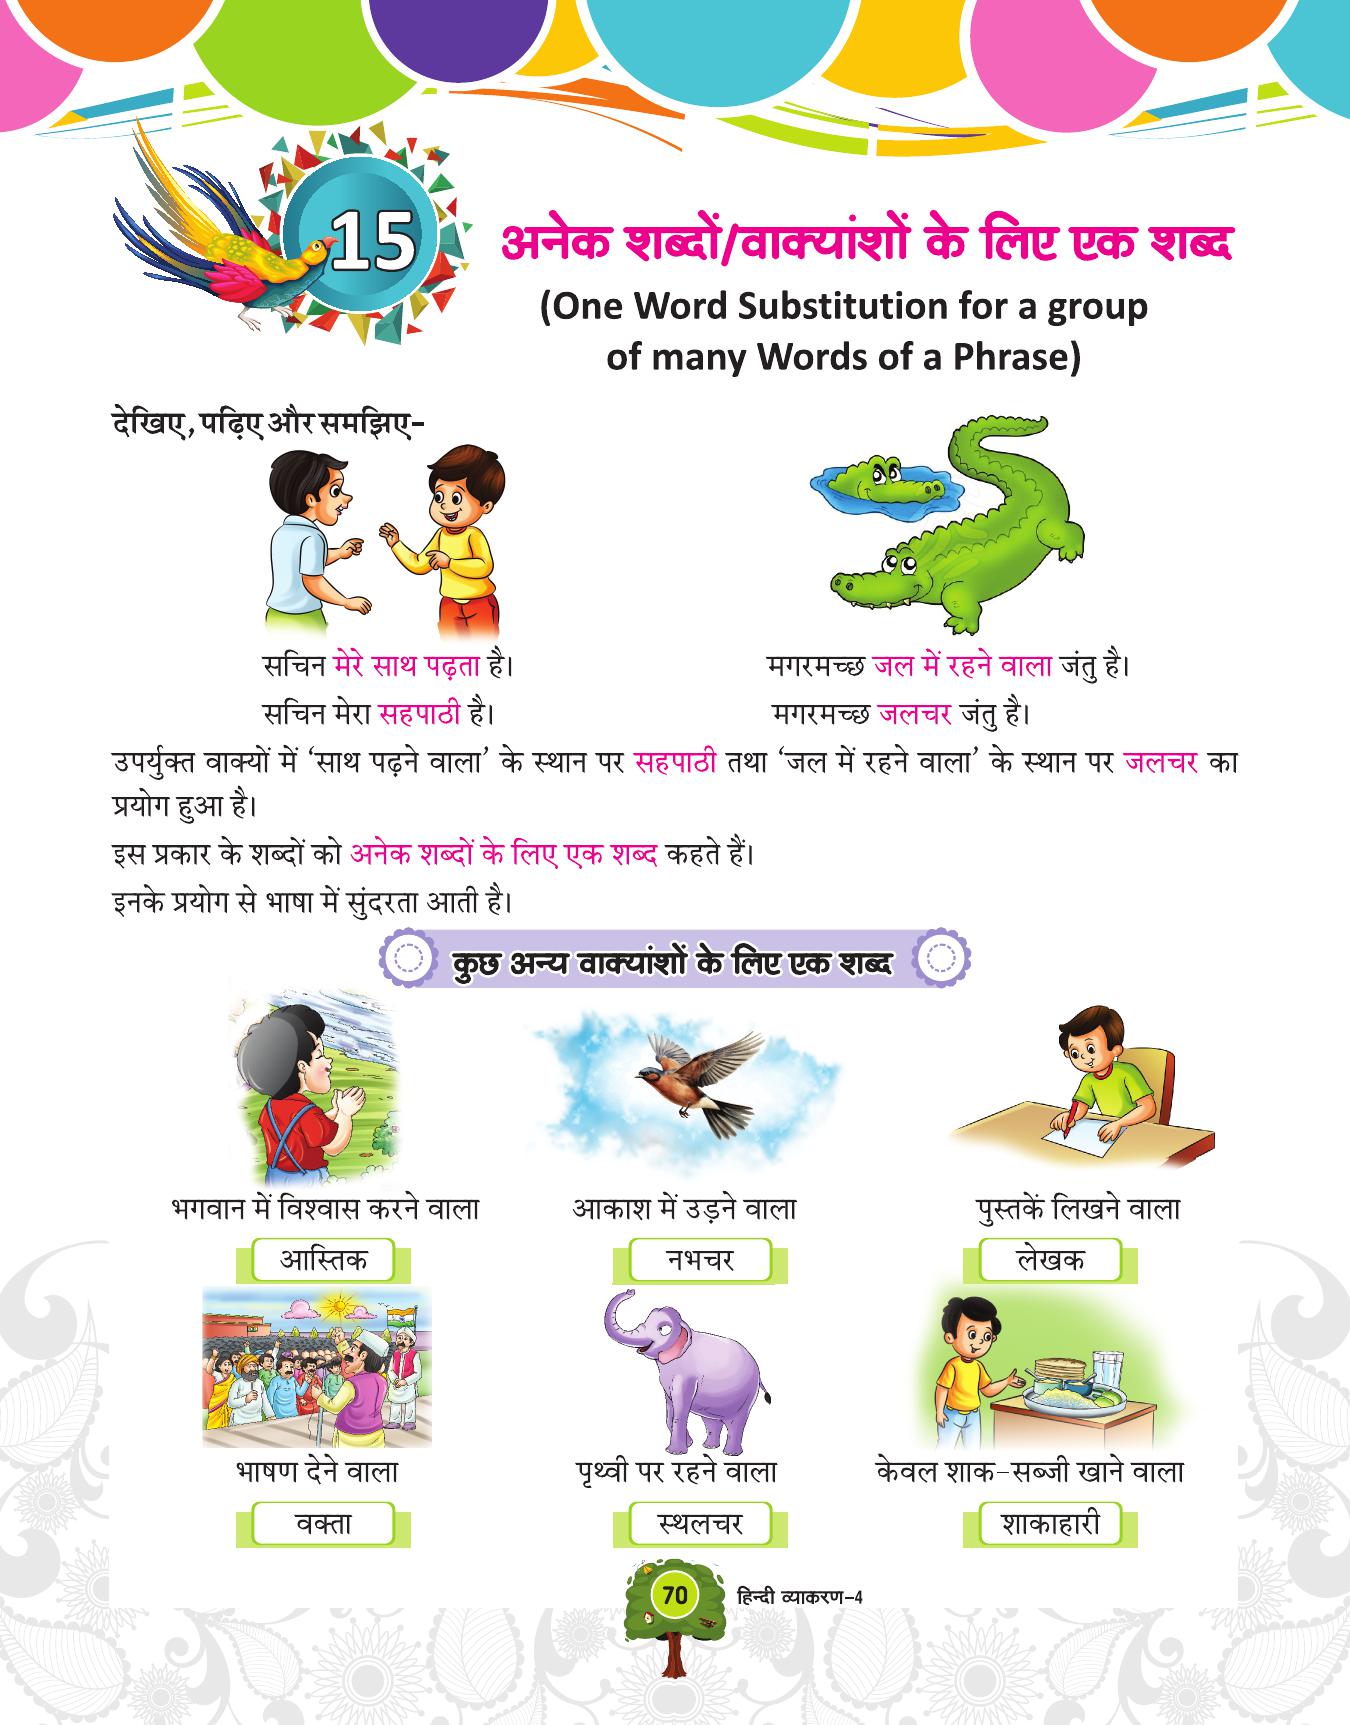 15
अनेक शब्दों/वाक्यांशों के लिए एक शब्द
(One Word Substitution for a group
of many Words of a Phrase)
देखिए, पढ़िए और समझिए-
सचिन मेरे साथ पढ़ता है।
सचिन मेरा सहपाठी है।
मगरमच्छ जल में रहने वाला जंतु है।
मगरमच्छ जलचर जंतु है।
उपर्युक्त वाक्यों में ‘साथ पढ़ने वाला’ के स्थान पर सहपाठी तथा ‘जल में रहने वाला’ के स्थान पर जलचर का
प्रयोग हुआ है।
इस प्रकार के शब्दों को अनेक शब्दों के लिए एक शब्द कहते हैं।
इनके प्रयोग से भाषा में सुंदरता आती है।
कुछ अन्य वाक्यांशों के लिए एक शब्द
भगवान में विश्वास करने वाला
आस्तिक
आकाश में उड़ने वाला
नभचर
पुस्तकें लिखने वाला
लेखक
भाषण देने वाला
वक्ता
पृथ्वी पर रहने वाला
स्थलचर
केवल शाक-सब्जी खाने वाला
शाकाहारी
70
हिन्दी व्याकरण-4